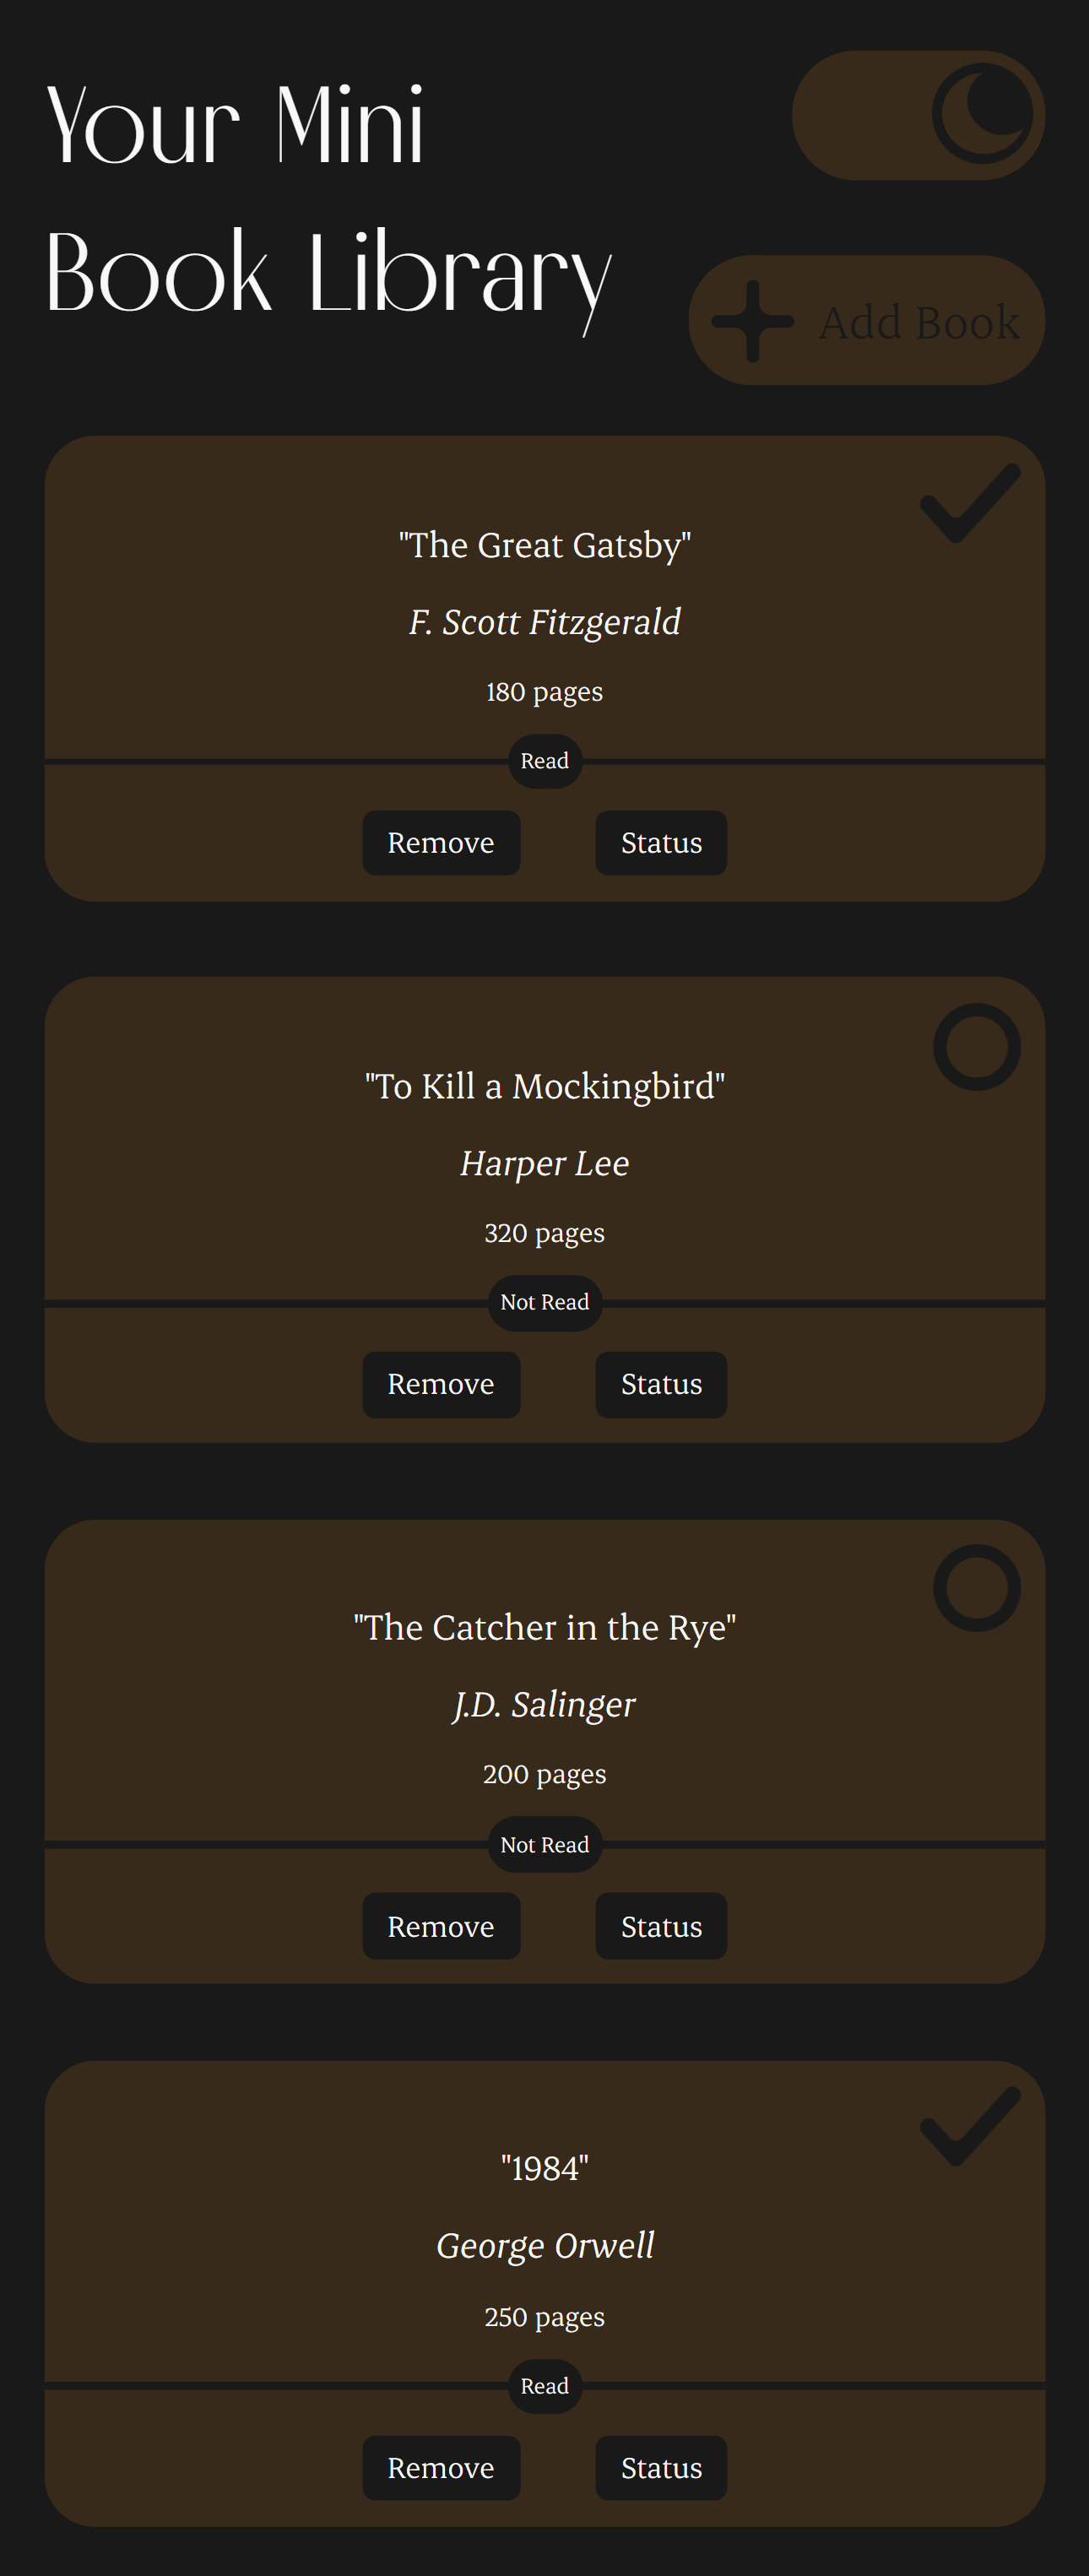 Your Mini
Book Library
Add Book
"The Great Gatsby"
F. Scott Fitzgerald
180 pages
Read
Remove Status
"To Kill a Mockingbird"
Harper Lee
320 pages
Not Read
Remove Status
"The Catcher in the Rye"
J.D. Salinger
200 pages
Not Read
Remove Status
"1984"
George Orwell
250 pages
Read
Remove Status